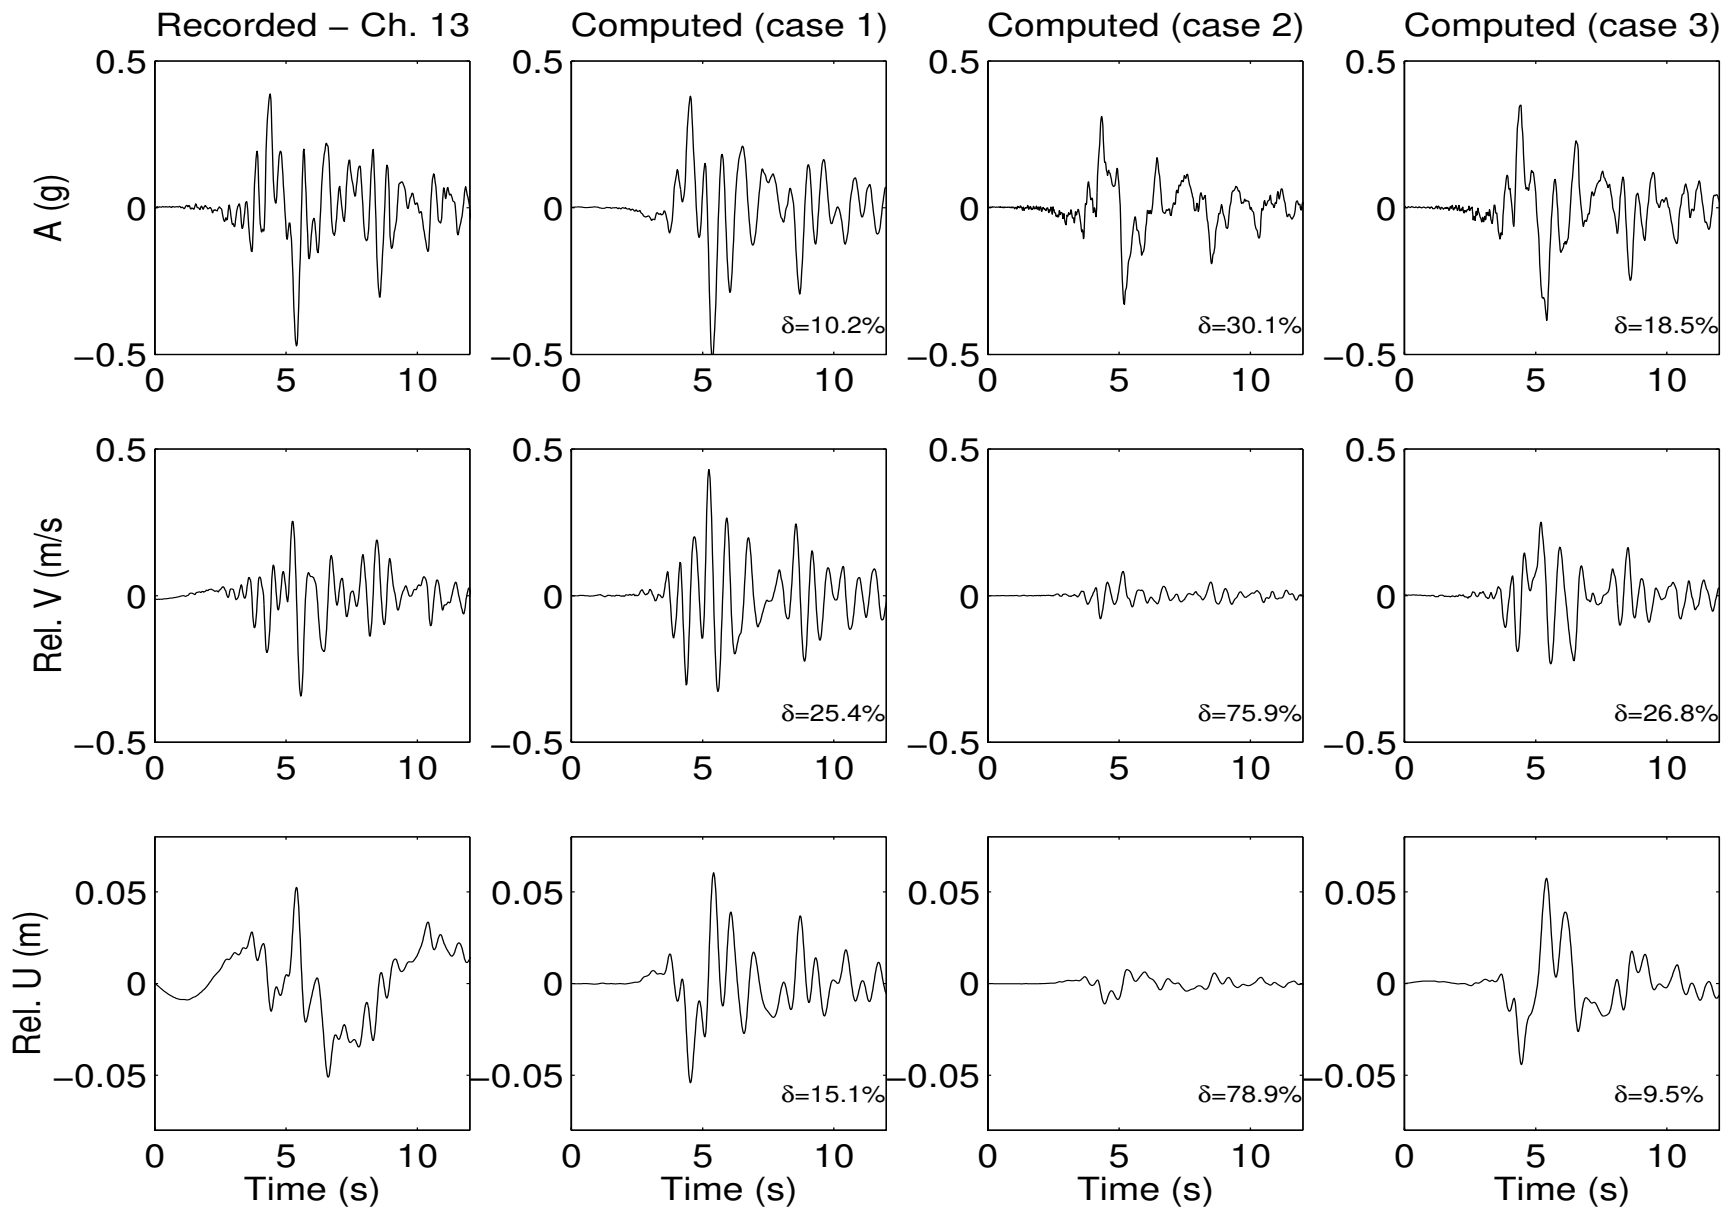 Recorded – Ch. 13
Computed (case 1)
Computed (case 2)
Computed (case 3)
A (g)
0.5
0
−0.5
0 5 10
0.5
0
−0.5
0 5 10
δ=10.2%
0.5
0
−0.5
0 5 10
δ=30.1%
0.5
0
−0.5
0 5 10
δ=18.5%
Rel. V (m/s
0.5
0
−0.5
0 5 10
0.5
0
−0.5
0 5 10
δ=25.4%
0.5
0
−0.5
0 5 10
δ=75.9%
0.5
0
−0.5
0 5 10
δ=26.8%
Rel. U (m)
0.05
0
−0.05
0 5 10
Time (s)
0.05
0
−0.05
0 5 10
δ=15.1%
Time (s)
0.05
0
−0.05
0 5 10
δ=78.9%
Time (s)
0.05
0
−0.05
0 5 10
δ=9.5%
Time (s)